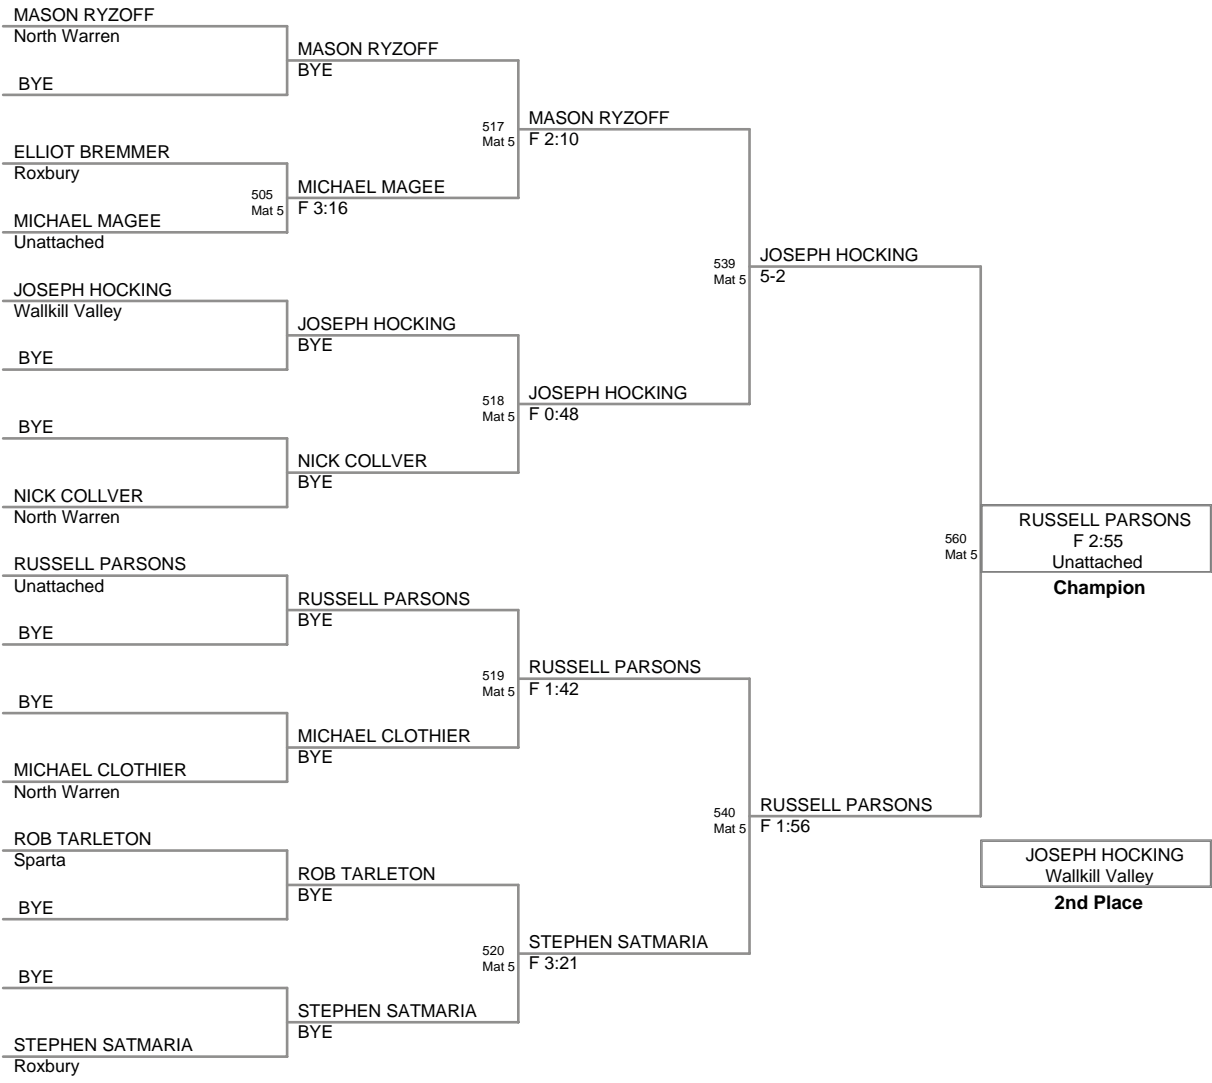 MASON RYZOFF
North Warren
BYE
ELLIOT BREMMER
Roxbury
MICHAEL MAGEE
Unattached
JOSEPH HOCKING
Wallkill Valley
BYE
BYE
NICK COLLVER
North Warren
RUSSELL PARSONS
Unattached
BYE
BYE
MICHAEL CLOTHIER
North Warren
ROB TARLETON
Sparta
BYE
BYE
STEPHEN SATMARIA
Roxbury
MASON RYZOFF
BYE
505
Mat 5
MICHAEL MAGEE
F 3:16
JOSEPH HOCKING
BYE
NICK COLLVER
BYE
RUSSELL PARSONS
BYE
MICHAEL CLOTHIER
BYE
ROB TARLETON
BYE
STEPHEN SATMARIA
BYE
517
Mat 5
MASON RYZOFF
F 2:10
518
Mat 5
JOSEPH HOCKING
F 0:48
519
Mat 5
RUSSELL PARSONS
F 1:42
520
Mat 5
STEPHEN SATMARIA
F 3:21
539
Mat 5
JOSEPH HOCKING
5-2
540
Mat 5
RUSSELL PARSONS
F 1:56
560
Mat 5
RUSSELL PARSONS
F 2:55
Unattached
Champion
JOSEPH HOCKING
Wallkill Valley
2nd Place